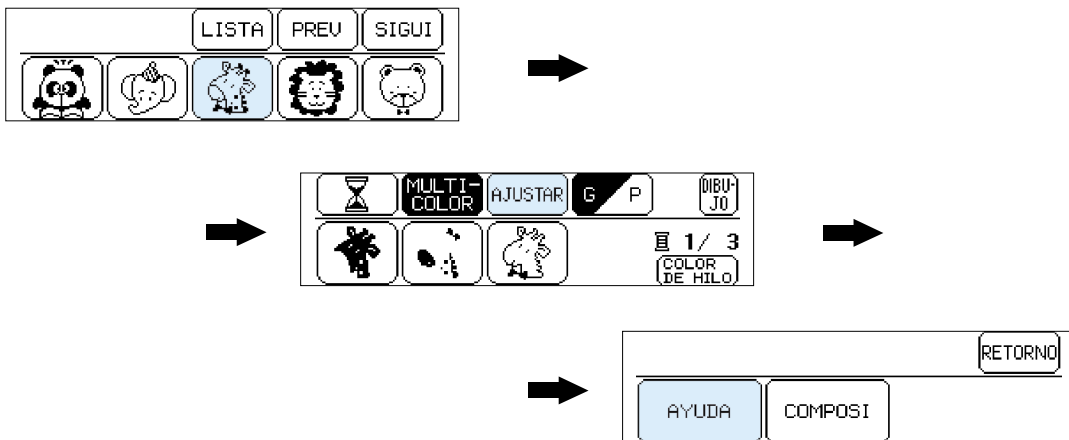 LISTA PREV SIGUI
MULTI-COLOR AJUSTAR G P DIBU-JO
1/ 3
COLOR DE HILO
RETORNO
AYUDA COMPOSI